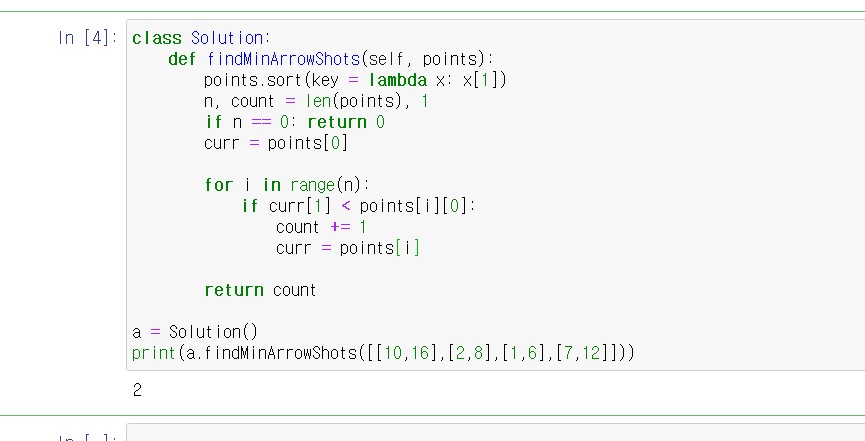 In [4]: class Solution:
    def findMinArrowShots(self, points):
        points.sort(key = lambda x: x[1])
        n, count = len(points), 1
        if n == 0: return 0
        curr = points[0]
        for i in range(n):
            if curr[1] < points[i][0]:
                count += 1
                curr = points[i]
        return count
a = Solution()
print(a.findMinArrowShots([[10,16],[2,8],[1,6],[7,12]]))
2
In [ ]: